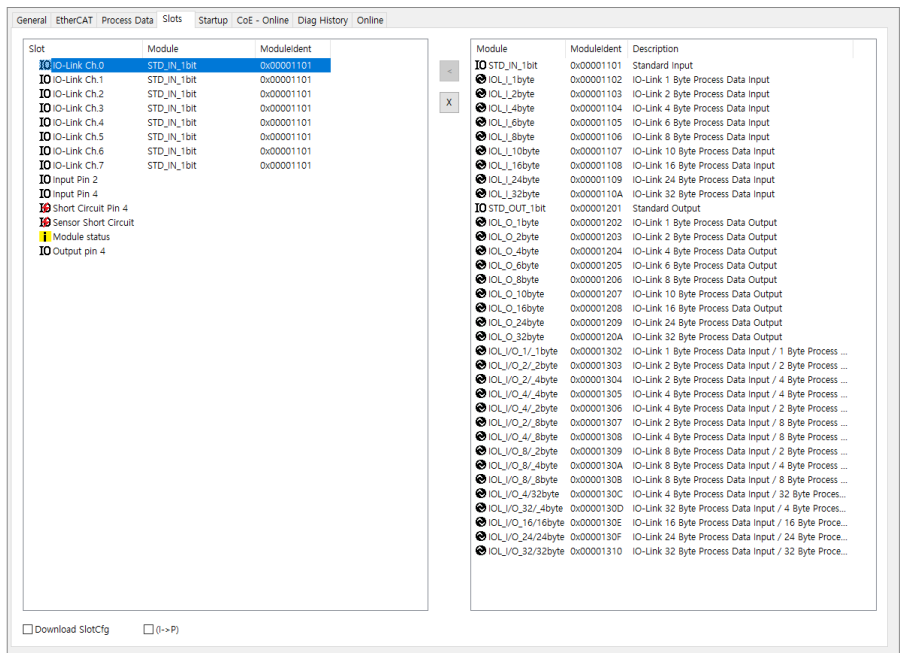 General EtherCAT Process Data Slots Startup CoE - Online Diag History Online
Slot Module ModuleIdent
IO-Link Ch.0 STD_IN_1bit 0x00001101
IO-Link Ch.1 STD_IN_1bit 0x00001101
IO-Link Ch.2 STD_IN_1bit 0x00001101
IO-Link Ch.3 STD_IN_1bit 0x00001101
IO-Link Ch.4 STD_IN_1bit 0x00001101
IO-Link Ch.5 STD_IN_1bit 0x00001101
IO-Link Ch.6 STD_IN_1bit 0x00001101
IO-Link Ch.7 STD_IN_1bit 0x00001101
Input Pin 2
Input Pin 4
Short Circuit Pin 4
Sensor Short Circuit
Module status
Output pin 4
<
X
Module ModuleIdent Description
STD_IN_1bit 0x00001101 Standard Input
IOL_I_1byte 0x00001102 IO-Link 1 Byte Process Data Input
IOL_I_2byte 0x00001103 IO-Link 2 Byte Process Data Input
IOL_I_4byte 0x00001104 IO-Link 4 Byte Process Data Input
IOL_I_6byte 0x00001105 IO-Link 6 Byte Process Data Input
IOL_I_8byte 0x00001106 IO-Link 8 Byte Process Data Input
IOL_I_10byte 0x00001107 IO-Link 10 Byte Process Data Input
IOL_I_16byte 0x00001108 IO-Link 16 Byte Process Data Input
IOL_I_24byte 0x00001109 IO-Link 24 Byte Process Data Input
IOL_I_32byte 0x0000110A IO-Link 32 Byte Process Data Input
STD_OUT_1bit 0x00001201 Standard Output
IOL_O_1byte 0x00001202 IO-Link 1 Byte Process Data Output
IOL_O_2byte 0x00001203 IO-Link 2 Byte Process Data Output
IOL_O_4byte 0x00001204 IO-Link 4 Byte Process Data Output
IOL_O_6byte 0x00001205 IO-Link 6 Byte Process Data Output
IOL_O_8byte 0x00001206 IO-Link 8 Byte Process Data Output
IOL_O_10byte 0x00001207 IO-Link 10 Byte Process Data Output
IOL_O_16byte 0x00001208 IO-Link 16 Byte Process Data Output
IOL_O_24byte 0x00001209 IO-Link 24 Byte Process Data Output
IOL_O_32byte 0x0000120A IO-Link 32 Byte Process Data Output
IOL_I/O_1/_1byte 0x00001302 IO-Link 1 Byte Process Data Input / 1 Byte Process ...
IOL_I/O_2/_2byte 0x00001303 IO-Link 2 Byte Process Data Input / 2 Byte Process ...
IOL_I/O_2/_4byte 0x00001304 IO-Link 2 Byte Process Data Input / 4 Byte Process ...
IOL_I/O_4/_4byte 0x00001305 IO-Link 4 Byte Process Data Input / 4 Byte Process ...
IOL_I/O_4/_2byte 0x00001306 IO-Link 4 Byte Process Data Input / 2 Byte Process ...
IOL_I/O_2/_8byte 0x00001307 IO-Link 2 Byte Process Data Input / 8 Byte Process ...
IOL_I/O_4/_8byte 0x00001308 IO-Link 4 Byte Process Data Input / 8 Byte Process ...
IOL_I/O_8/_2byte 0x00001309 IO-Link 8 Byte Process Data Input / 2 Byte Process ...
IOL_I/O_8/_4byte 0x0000130A IO-Link 8 Byte Process Data Input / 4 Byte Process ...
IOL_I/O_8/_8byte 0x0000130B IO-Link 8 Byte Process Data Input / 8 Byte Process ...
IOL_I/O_4/32byte 0x0000130C IO-Link 4 Byte Process Data Input / 32 Byte Proces...
IOL_I/O_32/_4byte 0x0000130D IO-Link 32 Byte Process Data Input / 4 Byte Proces...
IOL_I/O_16/16byte 0x0000130E IO-Link 16 Byte Process Data Input / 16 Byte Proce...
IOL_I/O_24/24byte 0x0000130F IO-Link 24 Byte Process Data Input / 24 Byte Proce...
IOL_I/O_32/32byte 0x00001310 IO-Link 32 Byte Process Data Input / 32 Byte Proce...
Download SlotCfg (I->P)